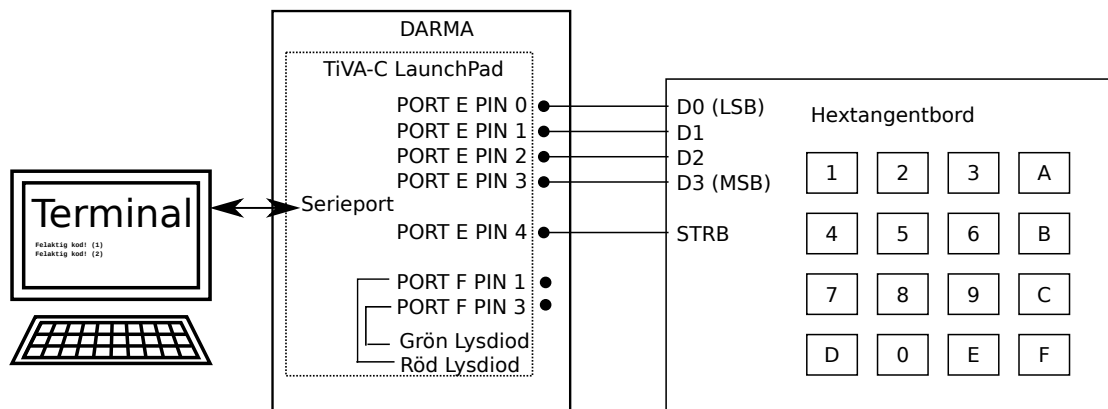 DARMA
TiVA-C LaunchPad
PORT E PIN 0
PORT E PIN 1
PORT E PIN 2
PORT E PIN 3
Serieport
PORT E PIN 4
PORT F PIN 1
PORT F PIN 3
Grön Lysdiod
Röd Lysdiod
Terminal
Felaktig kod! (1)
Felaktig kod! (2)
D0 (LSB)
D1
D2
D3 (MSB)
STRB
Hextangentbord
1 2 3 A
4 5 6 B
7 8 9 C
D 0 E F